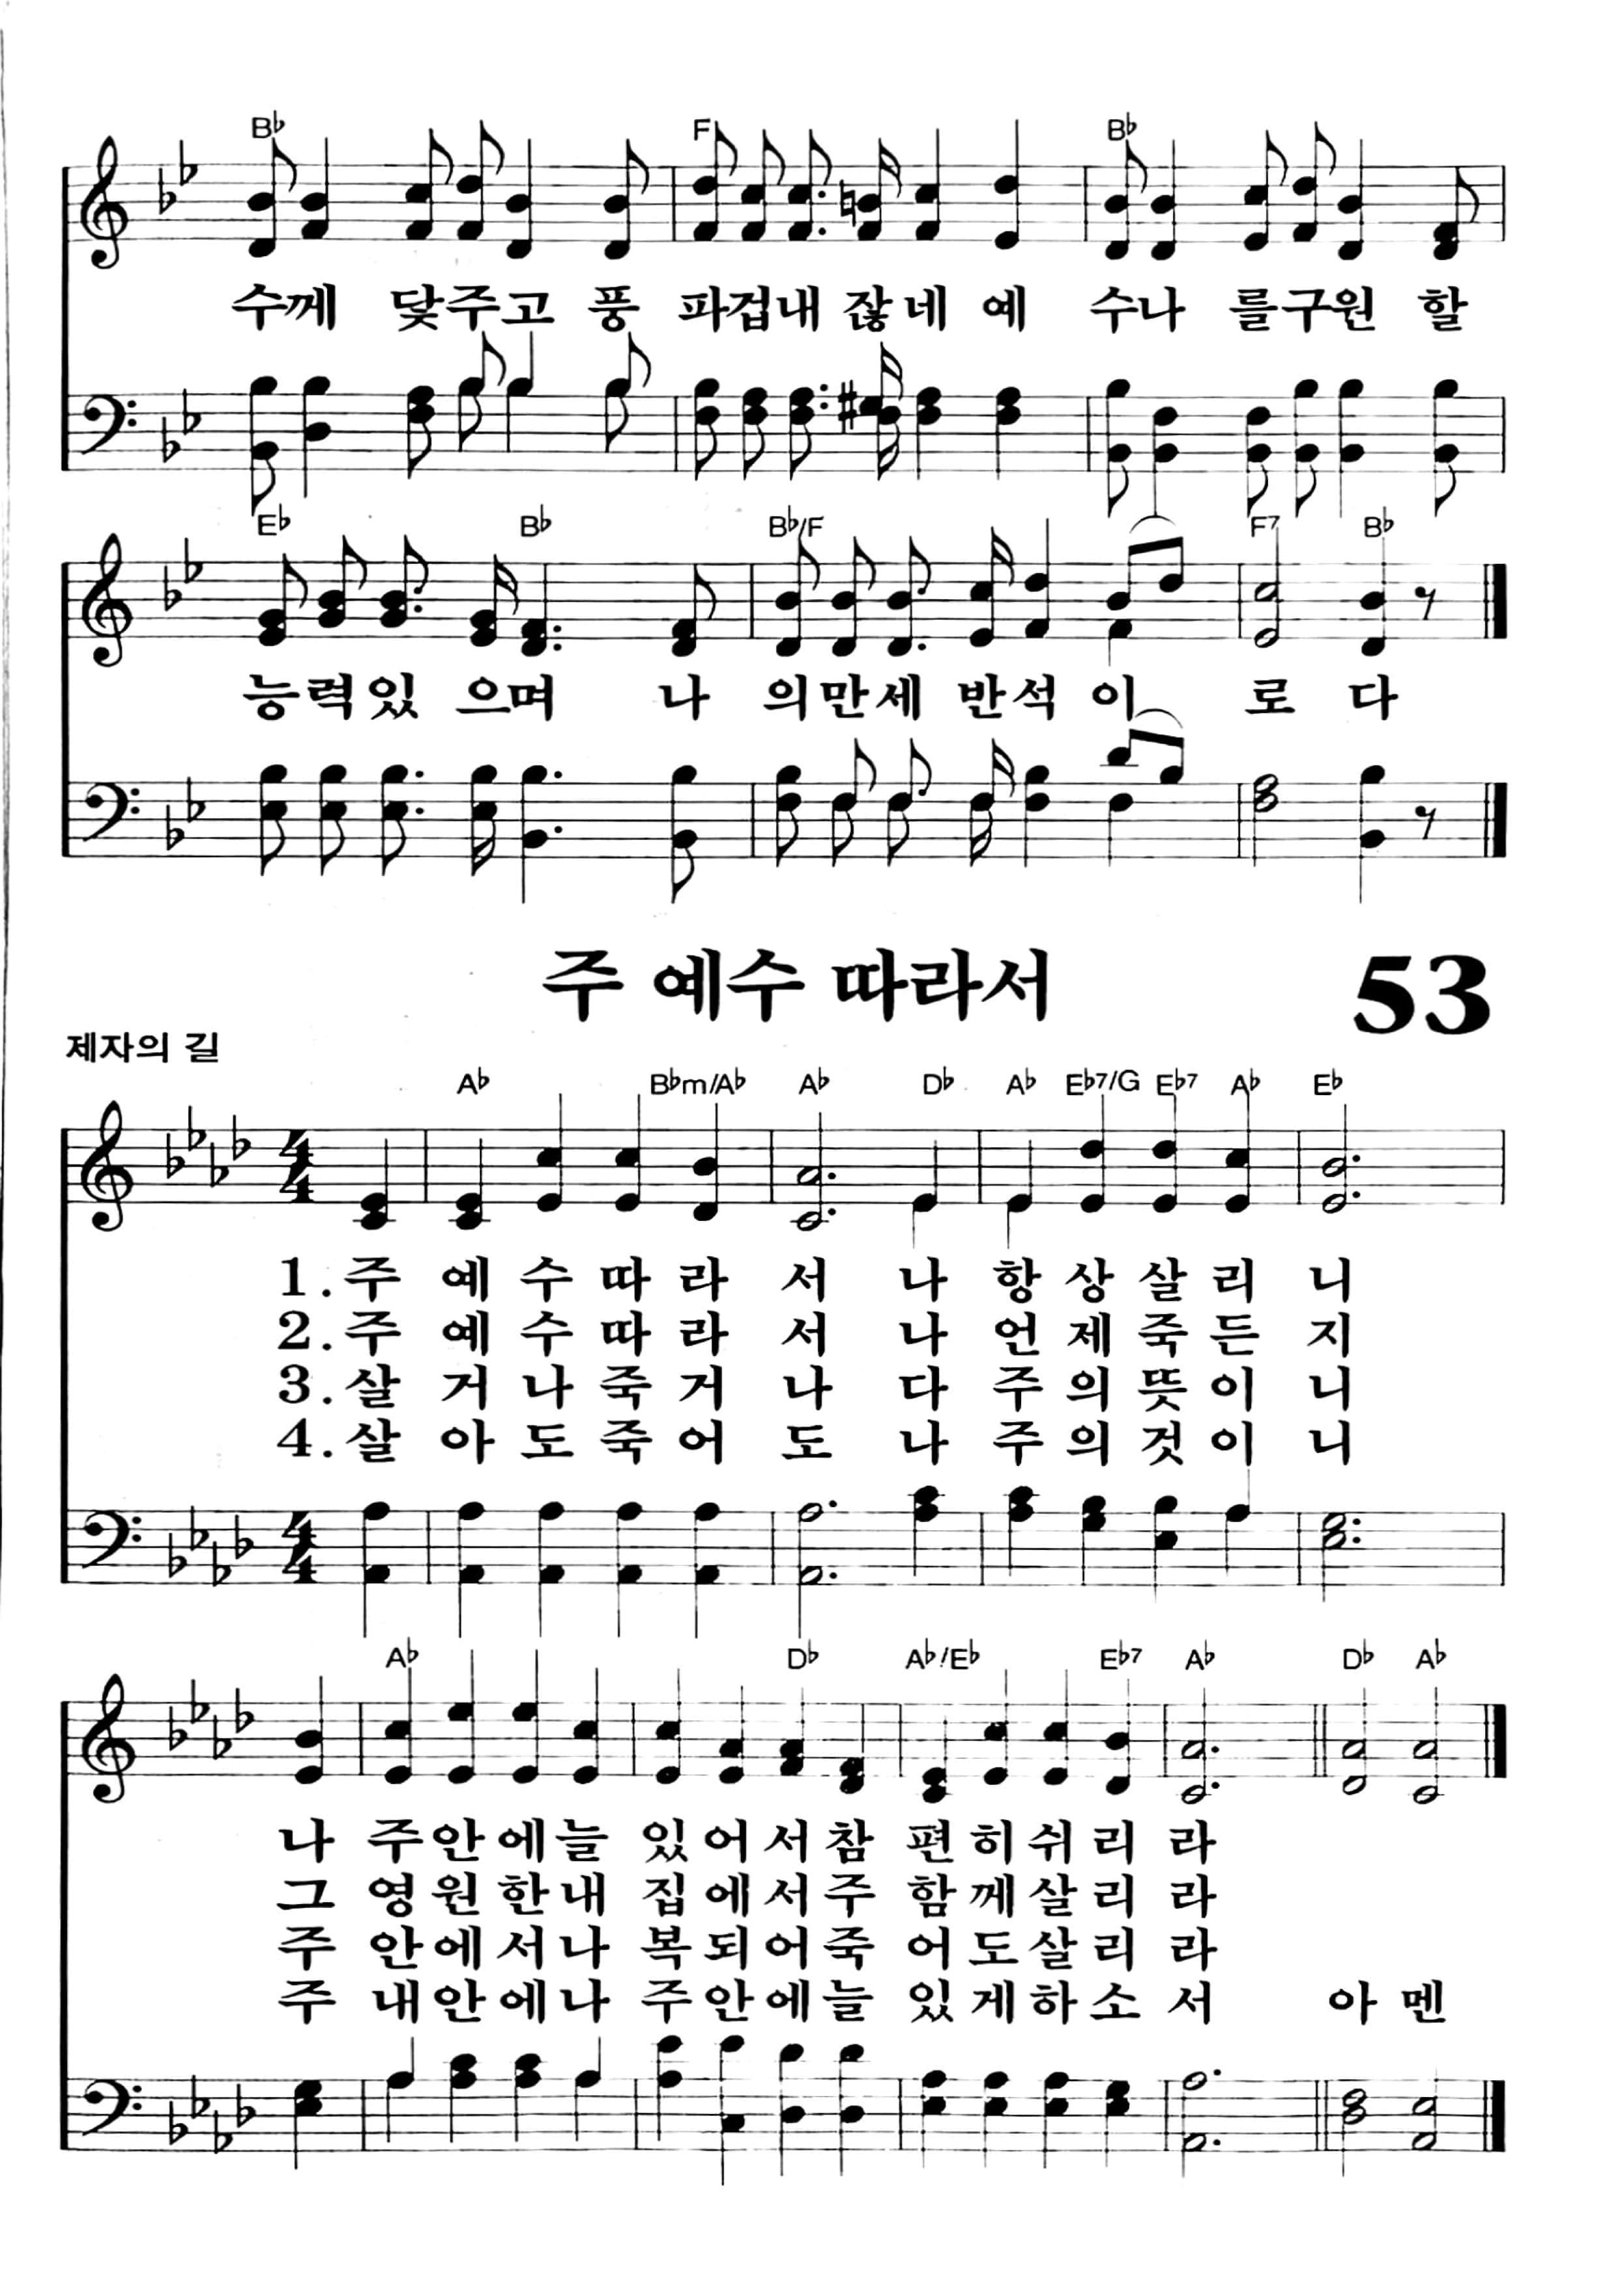 B♭ F B♭
수께 닻주고 풍 파겁내 잖네 예 수나 를구원 할
E♭ B♭ B♭/F F7 B♭
능력있 으며 나 의만세 반석 이 로 다
주 예수 따라서 53
제자의 길
A♭ B♭m/A♭ A♭ D♭ A♭ E♭7/G E♭7 A♭ E♭
4/4
1. 주 예 수 따 라 서 나 항 상 살 리 니
2. 주 예 수 따 라 서 나 언 제 죽 든 지
3. 살 거 나 죽 거 나 다 주 의 뜻 이 니
4. 살 아 도 죽 어 도 나 주 의 것 이 니
4/4
A♭ D♭ A♭/E♭ E♭7 A♭ D♭ A♭
나 주안에늘 있어서참 편히쉬리 라
그 영원한내 집에서주 함께살리 라
주 안에서나 복되어죽 어도살리 라
주 내안에나 주안에늘 있게하소 서 아 멘